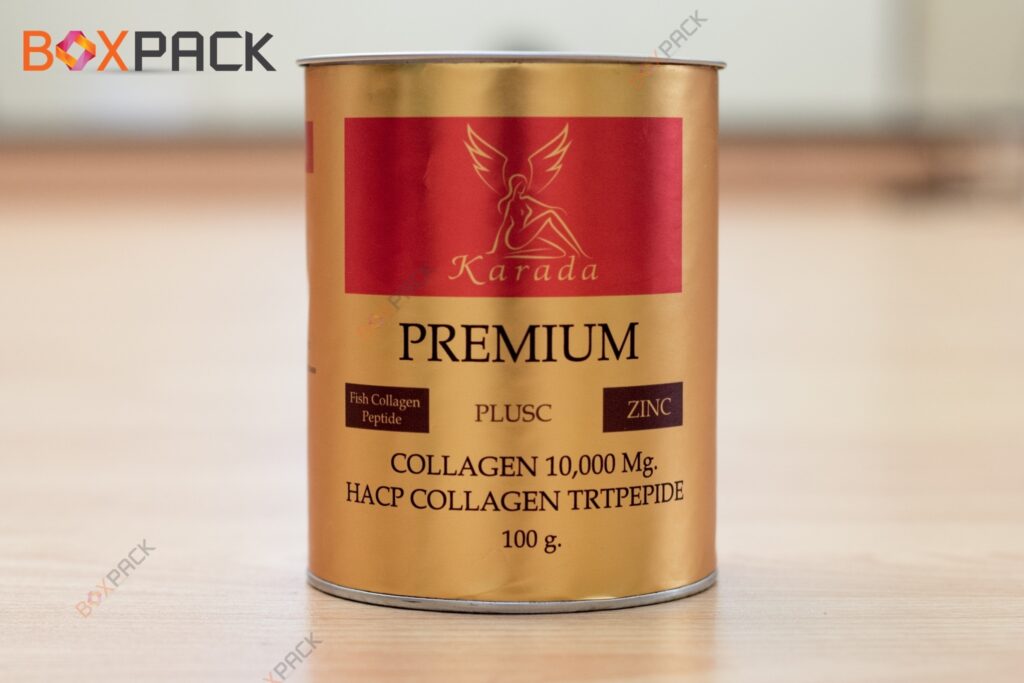 BOXPACK
BOXPACK
Karada
BOXPACK
PREMIUM
Fish Collagen
Peptide
PLUSC
ZINC
COLLAGEN 10,000 Mg.
HACP COLLAGEN TRTPEPIDE
100 g.
BOXPACK
BOXPACK